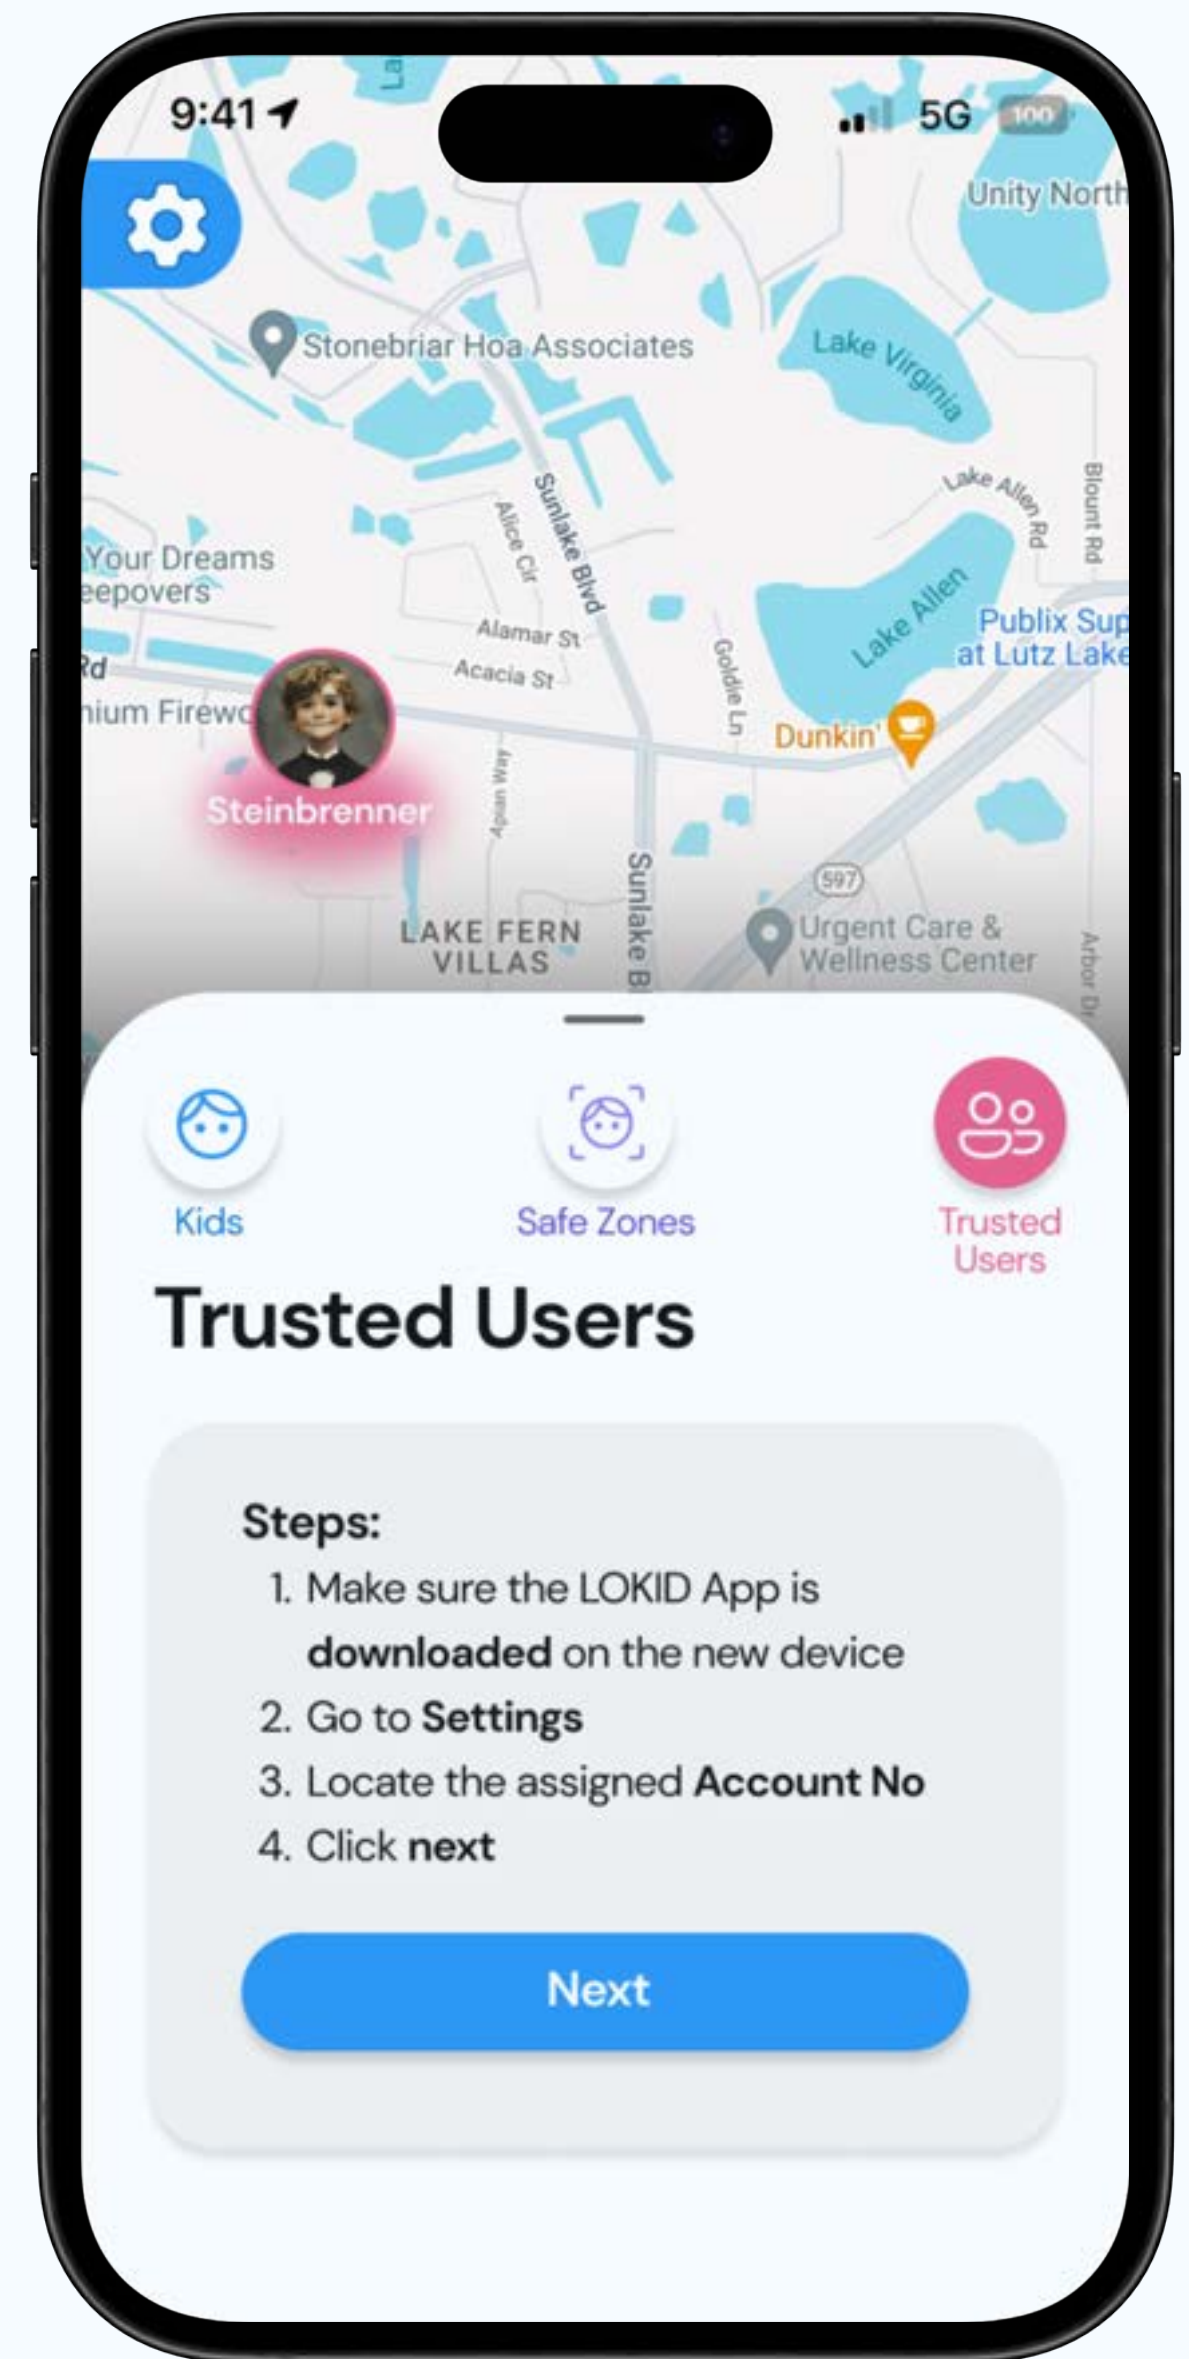 La
9:41
5G
100
Unity North
Stonebriar Hoa Associates
Lake Virginia
Lake Allen Rd
Blount Rd
Sunlake Blvd
Alice Cir
Your Dreams
eepovers
Lake Allen
Publix Sup
at Lutz Lake
Alamar St
Acacia St
Goldie Ln
Rd
nium Firewo
Dunkin'
Steinbrenner
Apian Way
Sunlake Bl
597
LAKE FERN
VILLAS
Urgent Care &
Wellness Center
Arbor Dr
Kids
Safe Zones
Trusted
Users
Trusted Users
Steps:
1. Make sure the LOKID App is
downloaded on the new device
2. Go to Settings
3. Locate the assigned Account No
4. Click next
Next